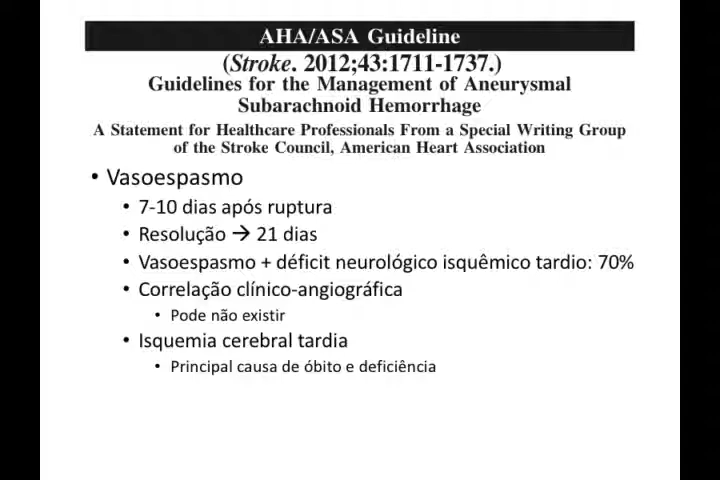 AHA/ASA Guideline
(Stroke. 2012;43:1711-1737.)
Guidelines for the Management of Aneurysmal
Subarachnoid Hemorrhage
A Statement for Healthcare Professionals From a Special Writing Group
of the Stroke Council, American Heart Association
• Vasoespasmo
• 7-10 dias após ruptura
• Resolução → 21 dias
• Vasoespasmo + déficit neurológico isquêmico tardio: 70%
• Correlação clínico-angiográfica
• Pode não existir
• Isquemia cerebral tardia
• Principal causa de óbito e deficiência